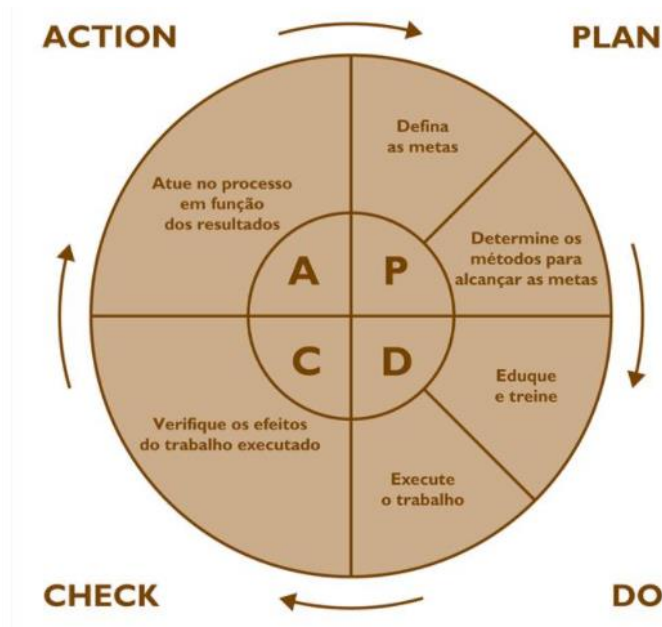 ACTION
PLAN
Defina
as metas
Atue no processo
em função
dos resultados
Determine os
métodos para
alcançar as metas
A
P
C
D
Eduque
e treine
Verifique os efeitos
do trabalho executado
Execute
o trabalho
CHECK
DO